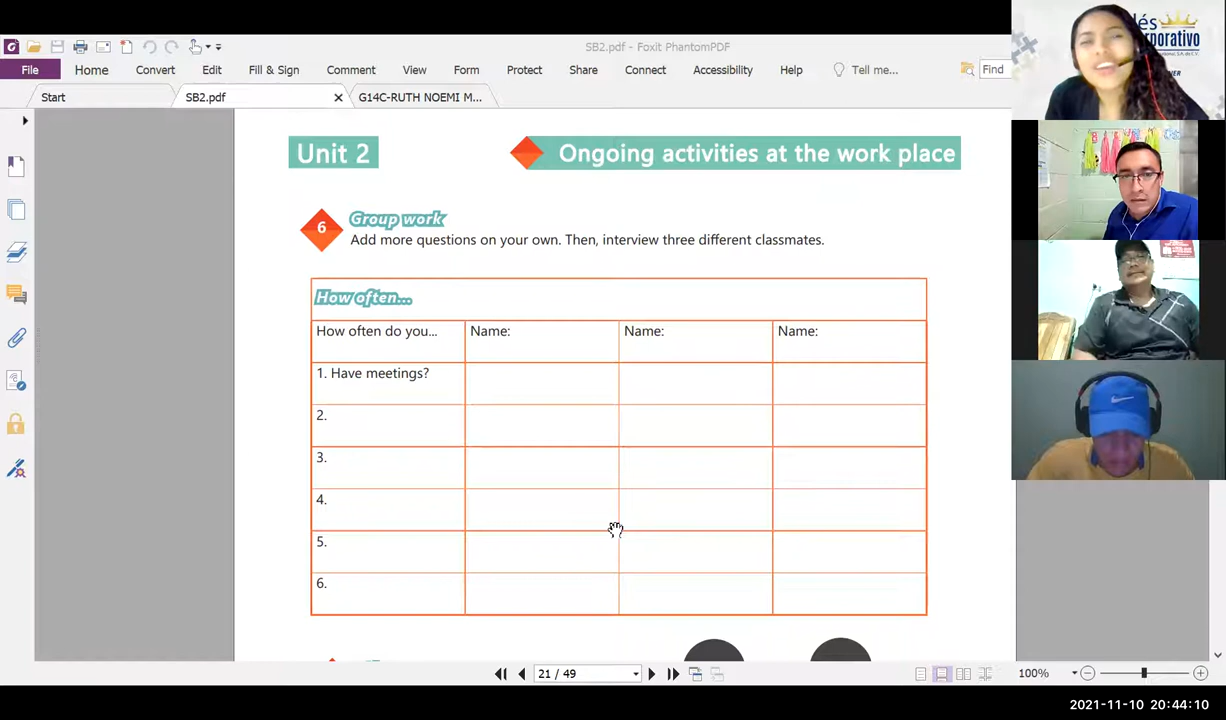 SB2.pdf - Foxit PhantomPDF
File Home Convert Edit Fill & Sign Comment View Form Protect Share Connect Accessibility Help Tell me... Find
Start SB2.pdf G14C-RUTH NOEMI M...
Unit 2 Ongoing activities at the work place
6 Group work
Add more questions on your own. Then, interview three different classmates.
How often...
How often do you... Name: Name: Name:
1. Have meetings?
2.
3.
4.
5.
6.
21 / 49
100%
2021-11-10 20:44:10